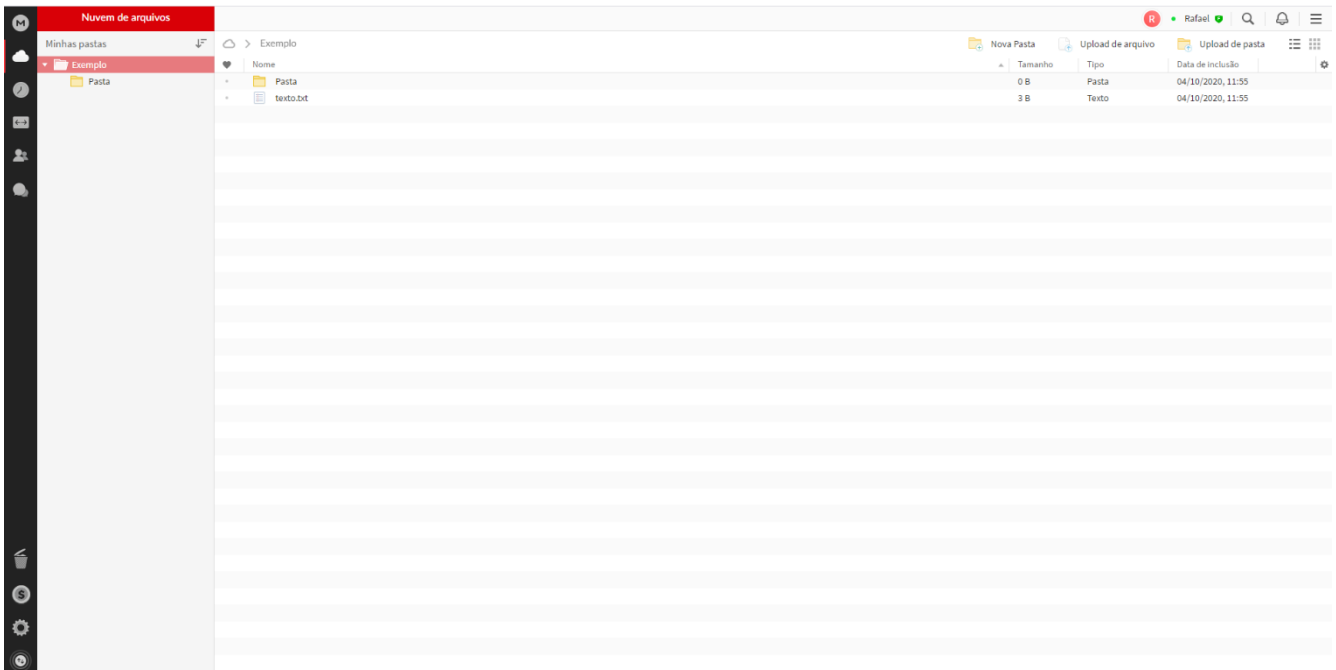 M Nuvem de arquivos R Rafael
Minhas pastas Exemplo Nova Pasta Upload de arquivo Upload de pasta
Exemplo Nome Tamanho Tipo Data de inclusão
Pasta Pasta 0 B Pasta 04/10/2020, 11:55
texto.txt 3 B Texto 04/10/2020, 11:55
S